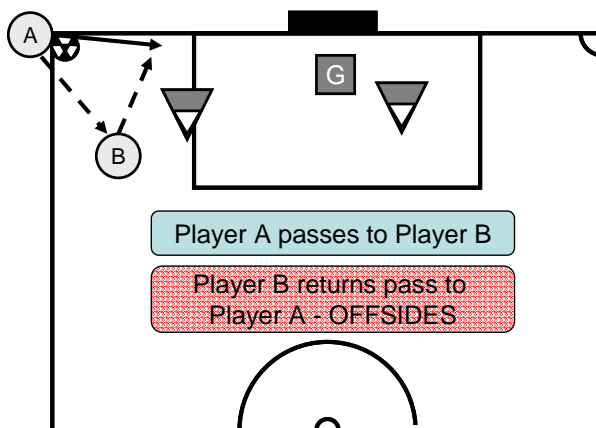 A
G
B
Player A passes to Player B
Player B returns pass to
Player A - OFFSIDES